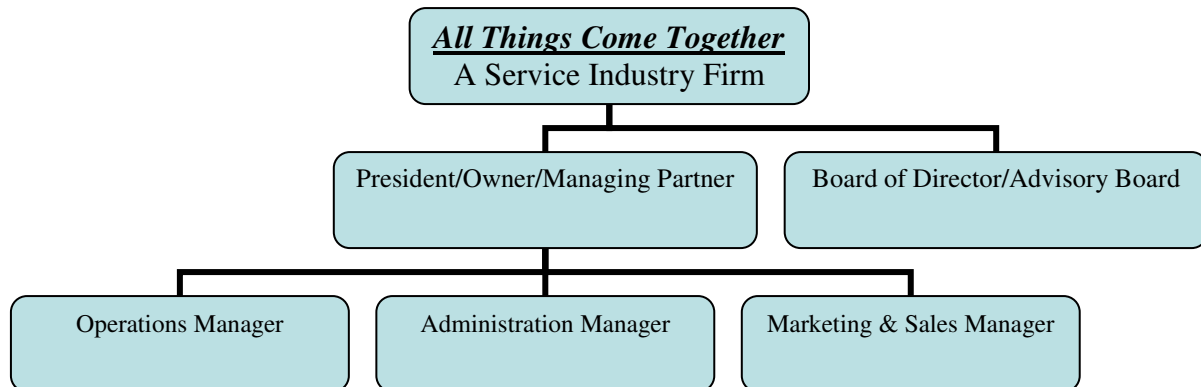 All Things Come Together
A Service Industry Firm
President/Owner/Managing Partner
Board of Director/Advisory Board
Operations Manager
Administration Manager
Marketing & Sales Manager